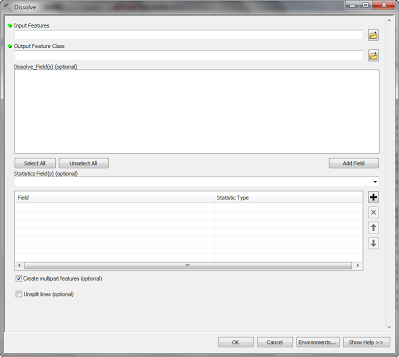 Dissolve
Input Features
Output Feature Class
Dissolve_Field(s) (optional)
Select All
Unselect All
Add Field
Statistics Field(s) (optional)
Field
Statistic Type
Create multipart features (optional)
Unsplit lines (optional)
OK
Cancel
Environments...
Show Help >>